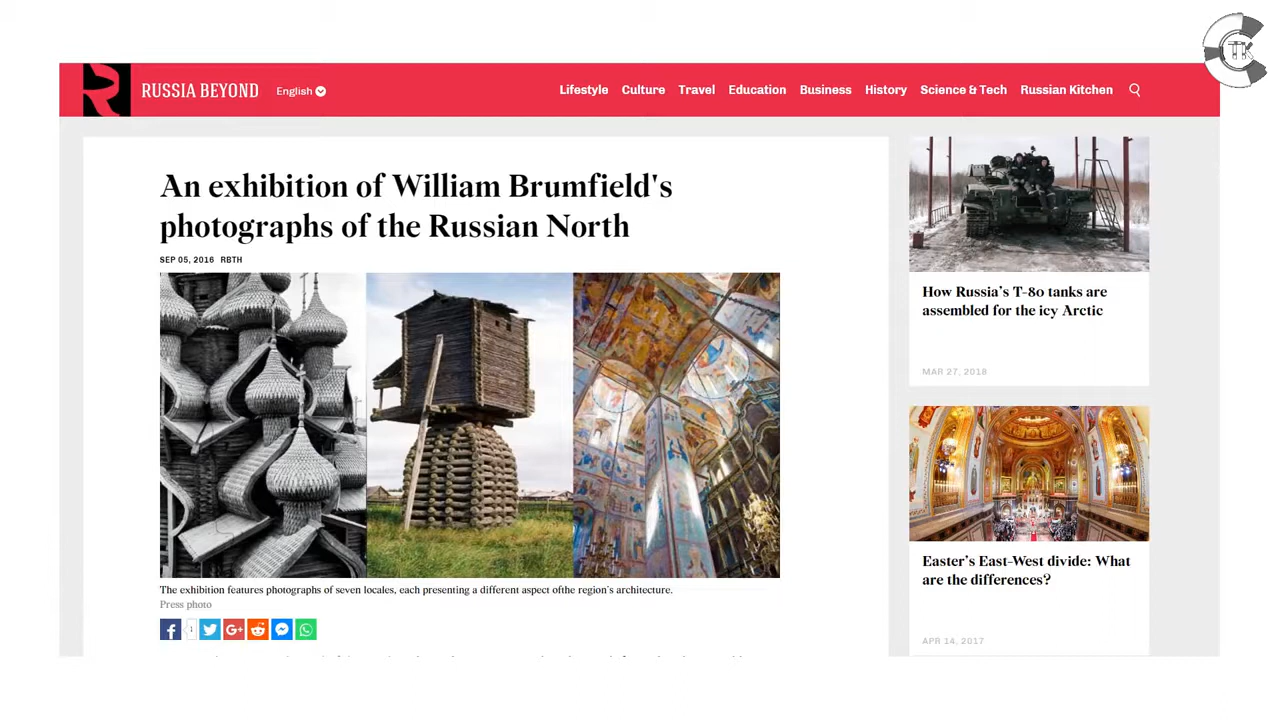 RUSSIA BEYOND
English
Lifestyle Culture Travel Education Business History Science & Tech Russian Kitchen
An exhibition of William Brumfield's
photographs of the Russian North
SEP 05, 2016 RBTH
The exhibition features photographs of seven locales, each presenting a different aspect ofthe region's architecture.
Press photo
1
How Russia's T-80 tanks are
assembled for the icy Arctic
MAR 27, 2018
Easter's East-West divide: What
are the differences?
APR 14, 2017